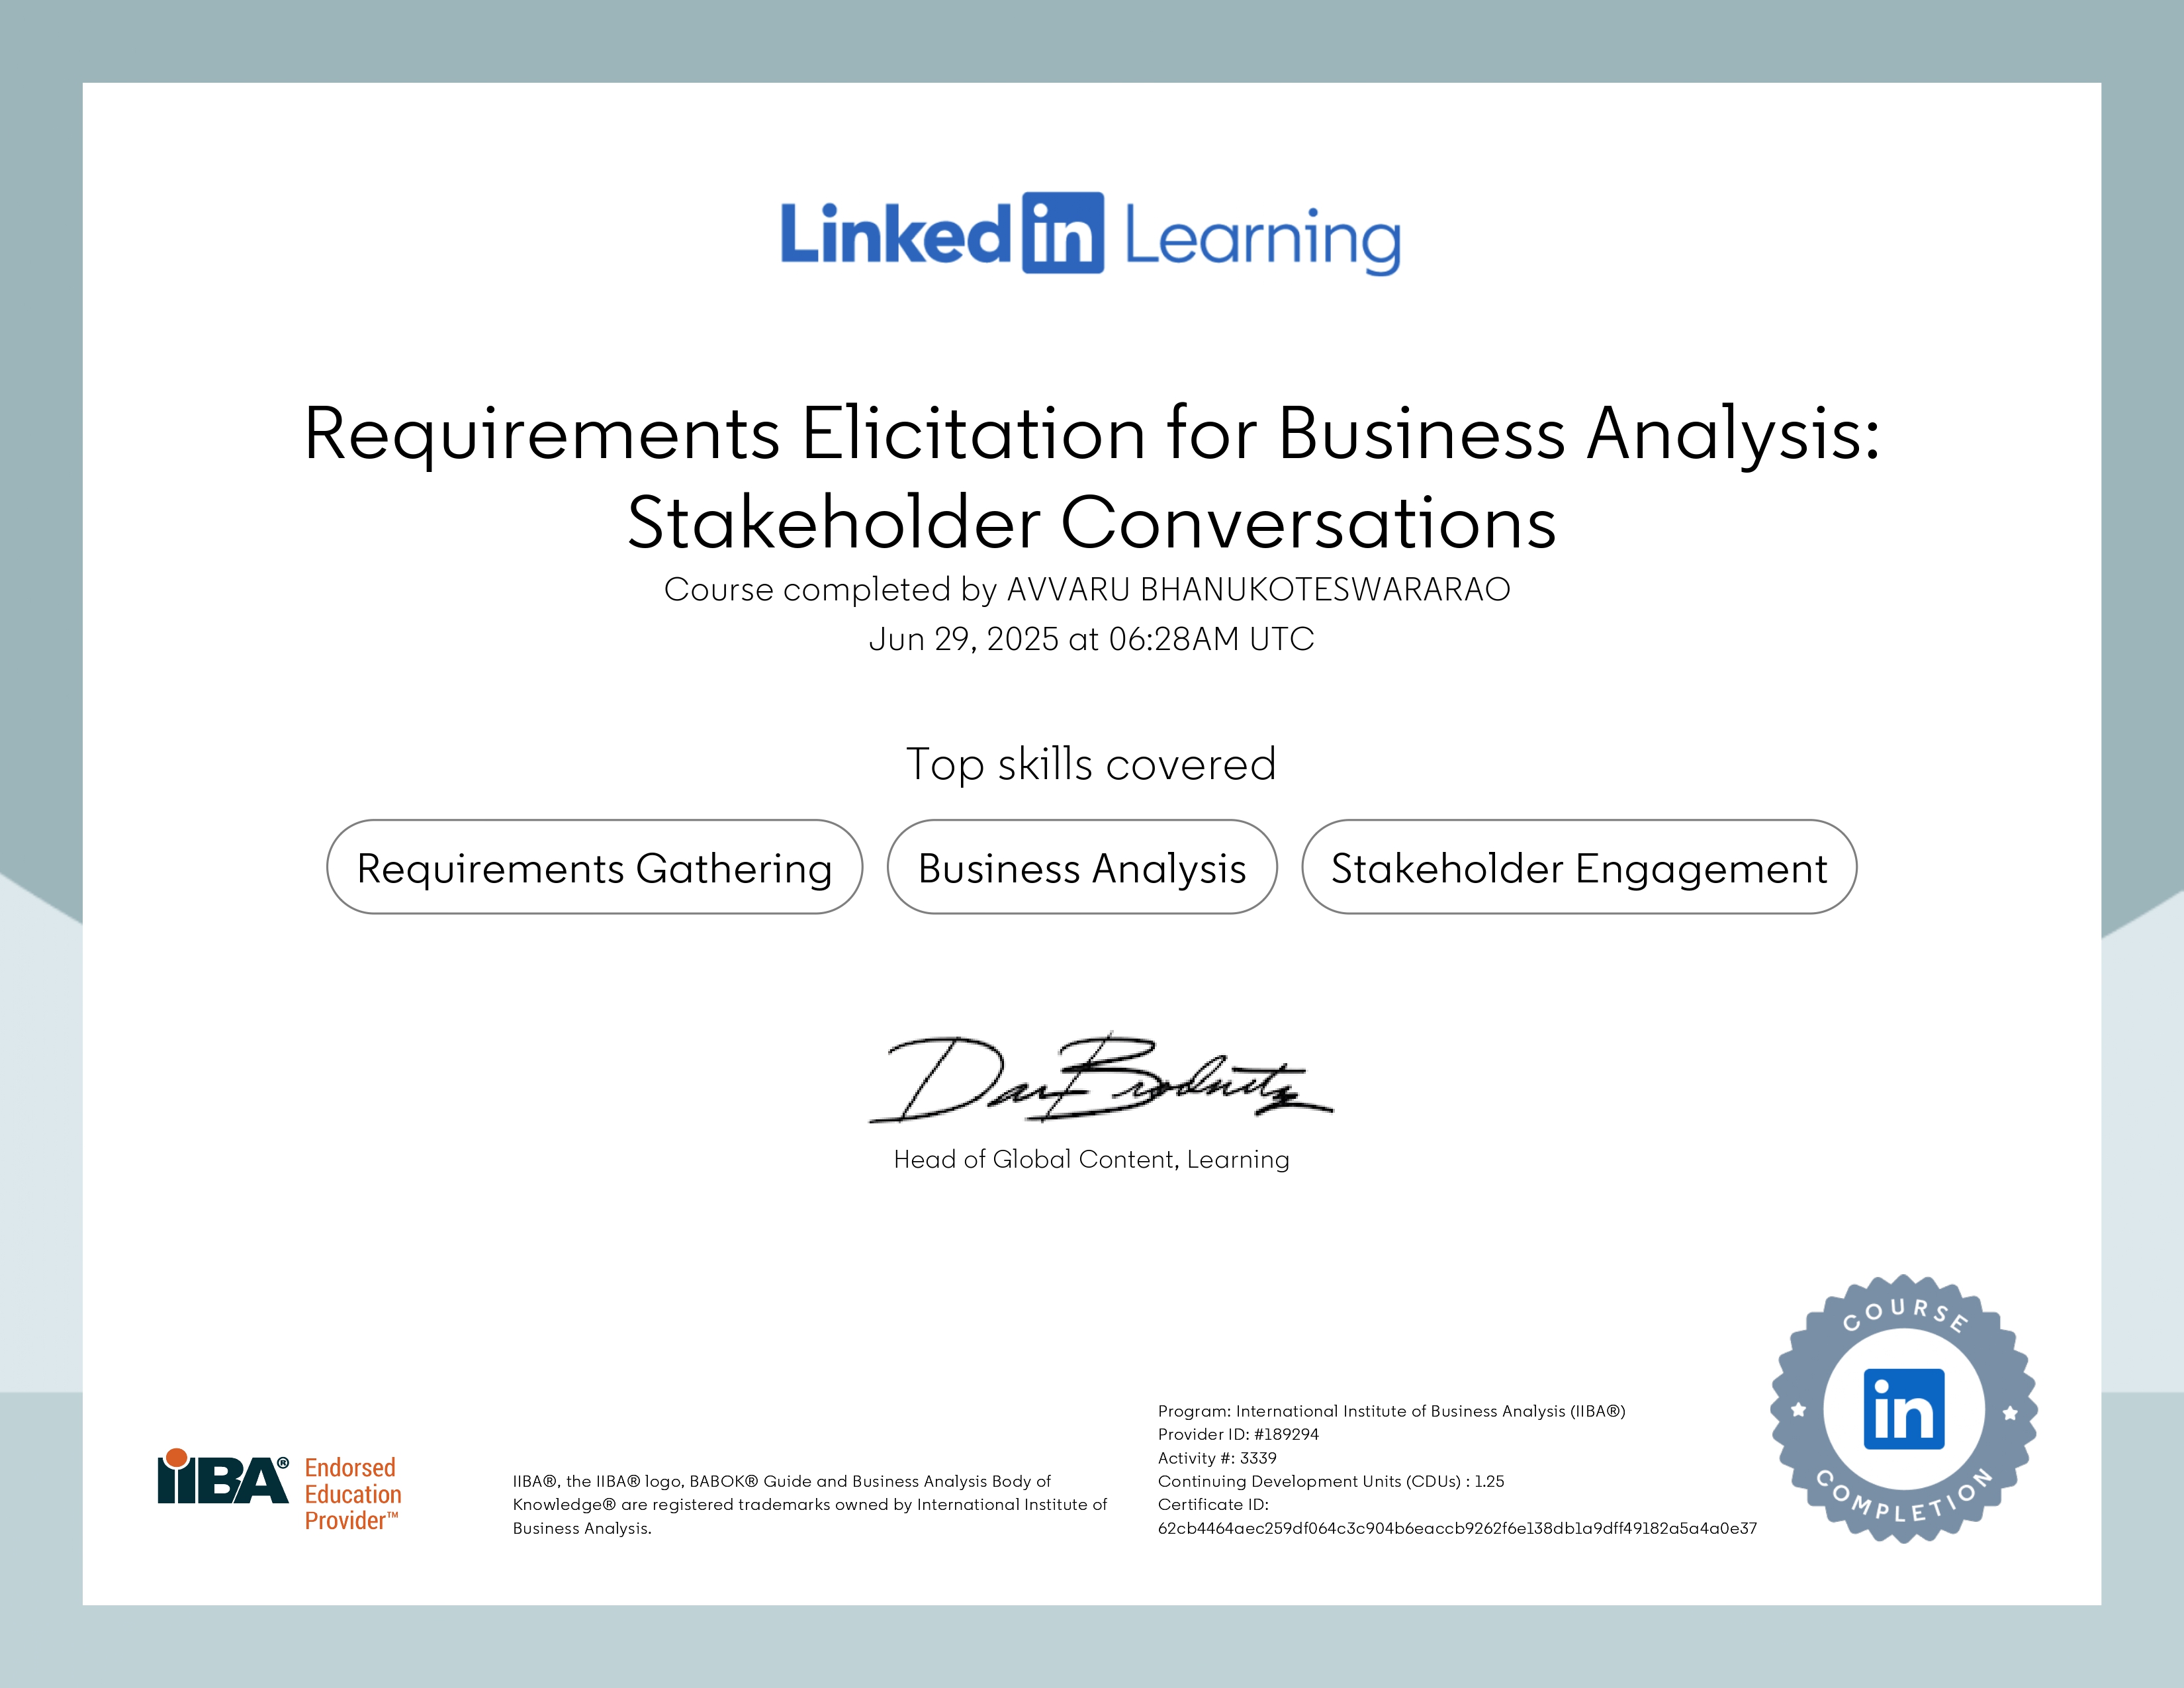 Linked in Learning
Requirements Elicitation for Business Analysis:
Stakeholder Conversations
Course completed by AVVARU BHANUKOTESWARARAO
Jun 29, 2025 at 06:28AM UTC
Top skills covered
Requirements Gathering
Business Analysis
Stakeholder Engagement
Dan Brodnitz
Head of Global Content, Learning
IIBA®
Endorsed
Education
Provider™
IIBA®, the IIBA® logo, BABOK® Guide and Business Analysis Body of
Knowledge® are registered trademarks owned by International Institute of
Business Analysis.
Program: International Institute of Business Analysis (IIBA®)
Provider ID: #189294
Activity #: 3339
Continuing Development Units (CDUs) : 1.25
Certificate ID:
62cb4464aec259df064c3c904b6eaccb9262f6e138db1a9dff49182a5a4a0e37
COURSE
in
COMPLETION